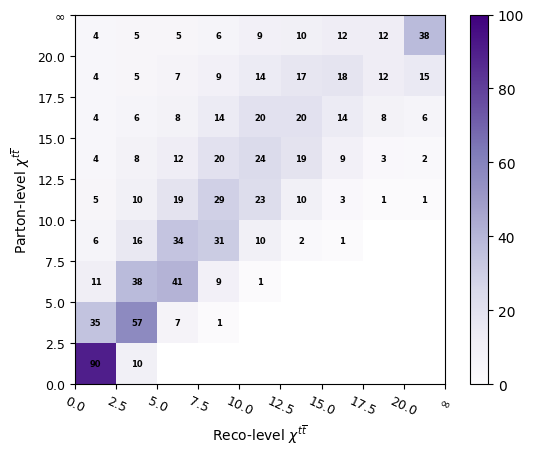 ∞ 4 5 5 6 9 10 12 12 38 100
20.0
4 5 7 9 14 17 18 12 15
17.5 80
4 6 8 14 20 20 14 8 6
15.0
4 8 12 20 24 19 9 3 2 60
12.5
5 10 19 29 23 10 3 1 1
10.0 40
6 16 34 31 10 2 1
7.5
11 38 41 9 1
5.0 20
35 57 7 1
2.5
90 10
0.0 0
0.0 2.5 5.0 7.5 10.0 12.5 15.0 17.5 20.0 ∞
Parton-level χ^{tt̅}
Reco-level χ^{tt̅}